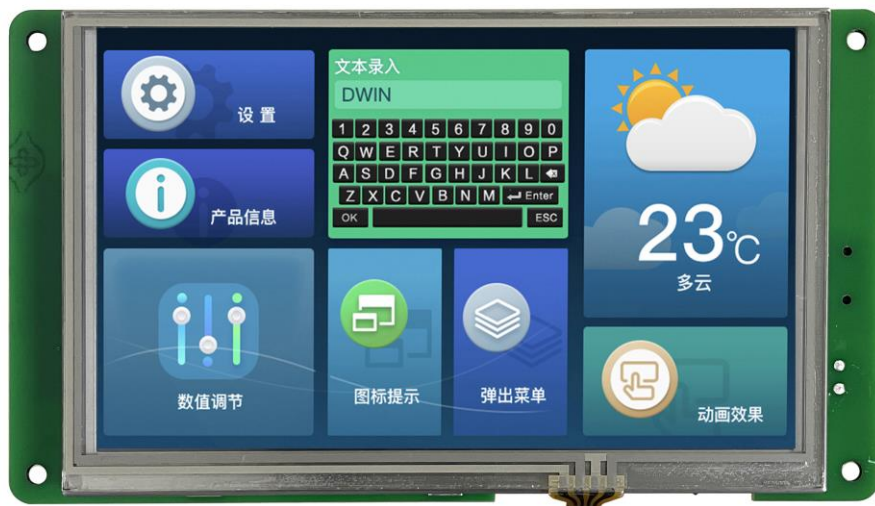 设置
产品信息
数值调节
文本录入
DWIN
1 2 3 4 5 6 7 8 9 0
Q W E R T Y U I O P
A S D F G H J K L
Z X C V B N M Enter
OK ESC
图标提示
弹出菜单
23℃
多云
动画效果